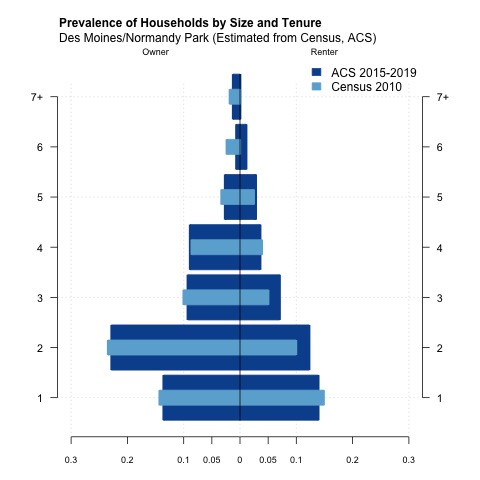 Prevalence of Households by Size and Tenure
Des Moines/Normandy Park (Estimated from Census, ACS)
Owner Renter
ACS 2015-2019
Census 2010
7+ 7+
6 6
5 5
4 4
3 3
2 2
1 1
0.3 0.2 0.1 0.05 0 0.05 0.1 0.2 0.3